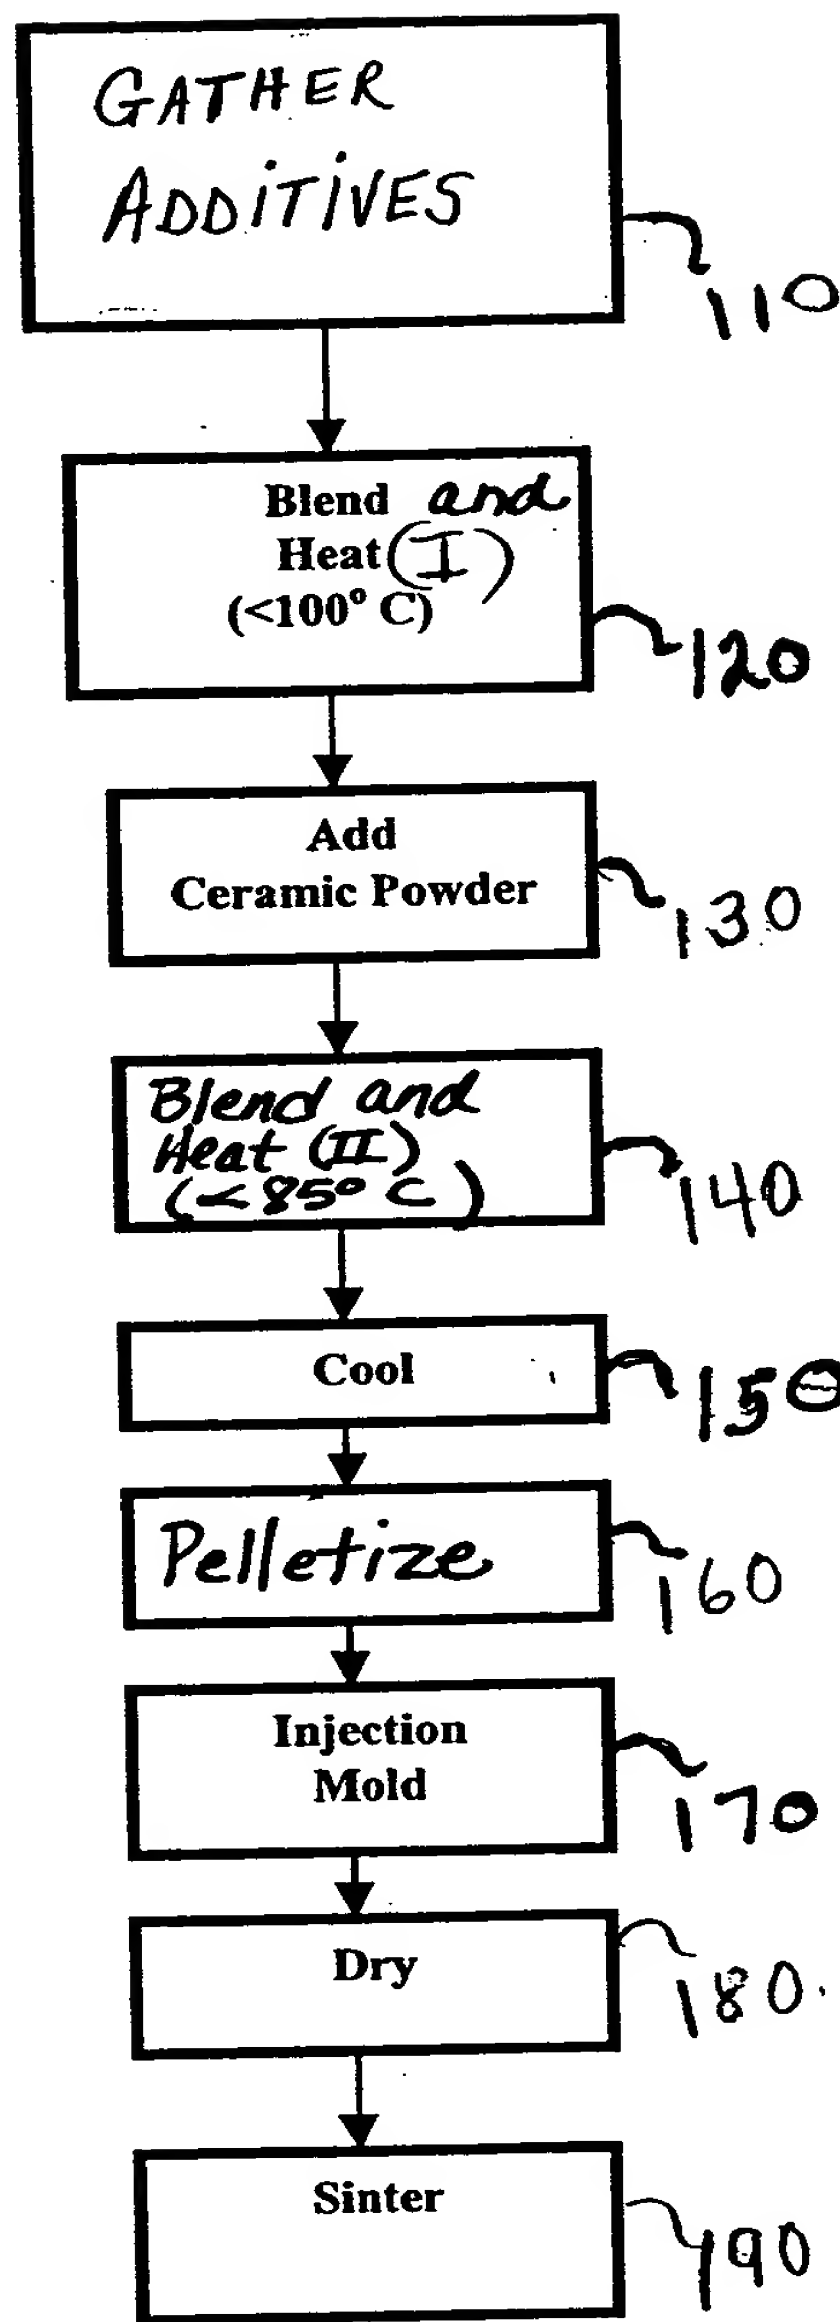 GATHER
ADDITIVES
110
Blend and
Heat (I)
(<100° C)
120
Add
Ceramic Powder
130
Blend and
Heat (II)
(<85° C)
140
Cool
150
Pelletize
160
Injection
Mold
170
Dry
180
Sinter
190